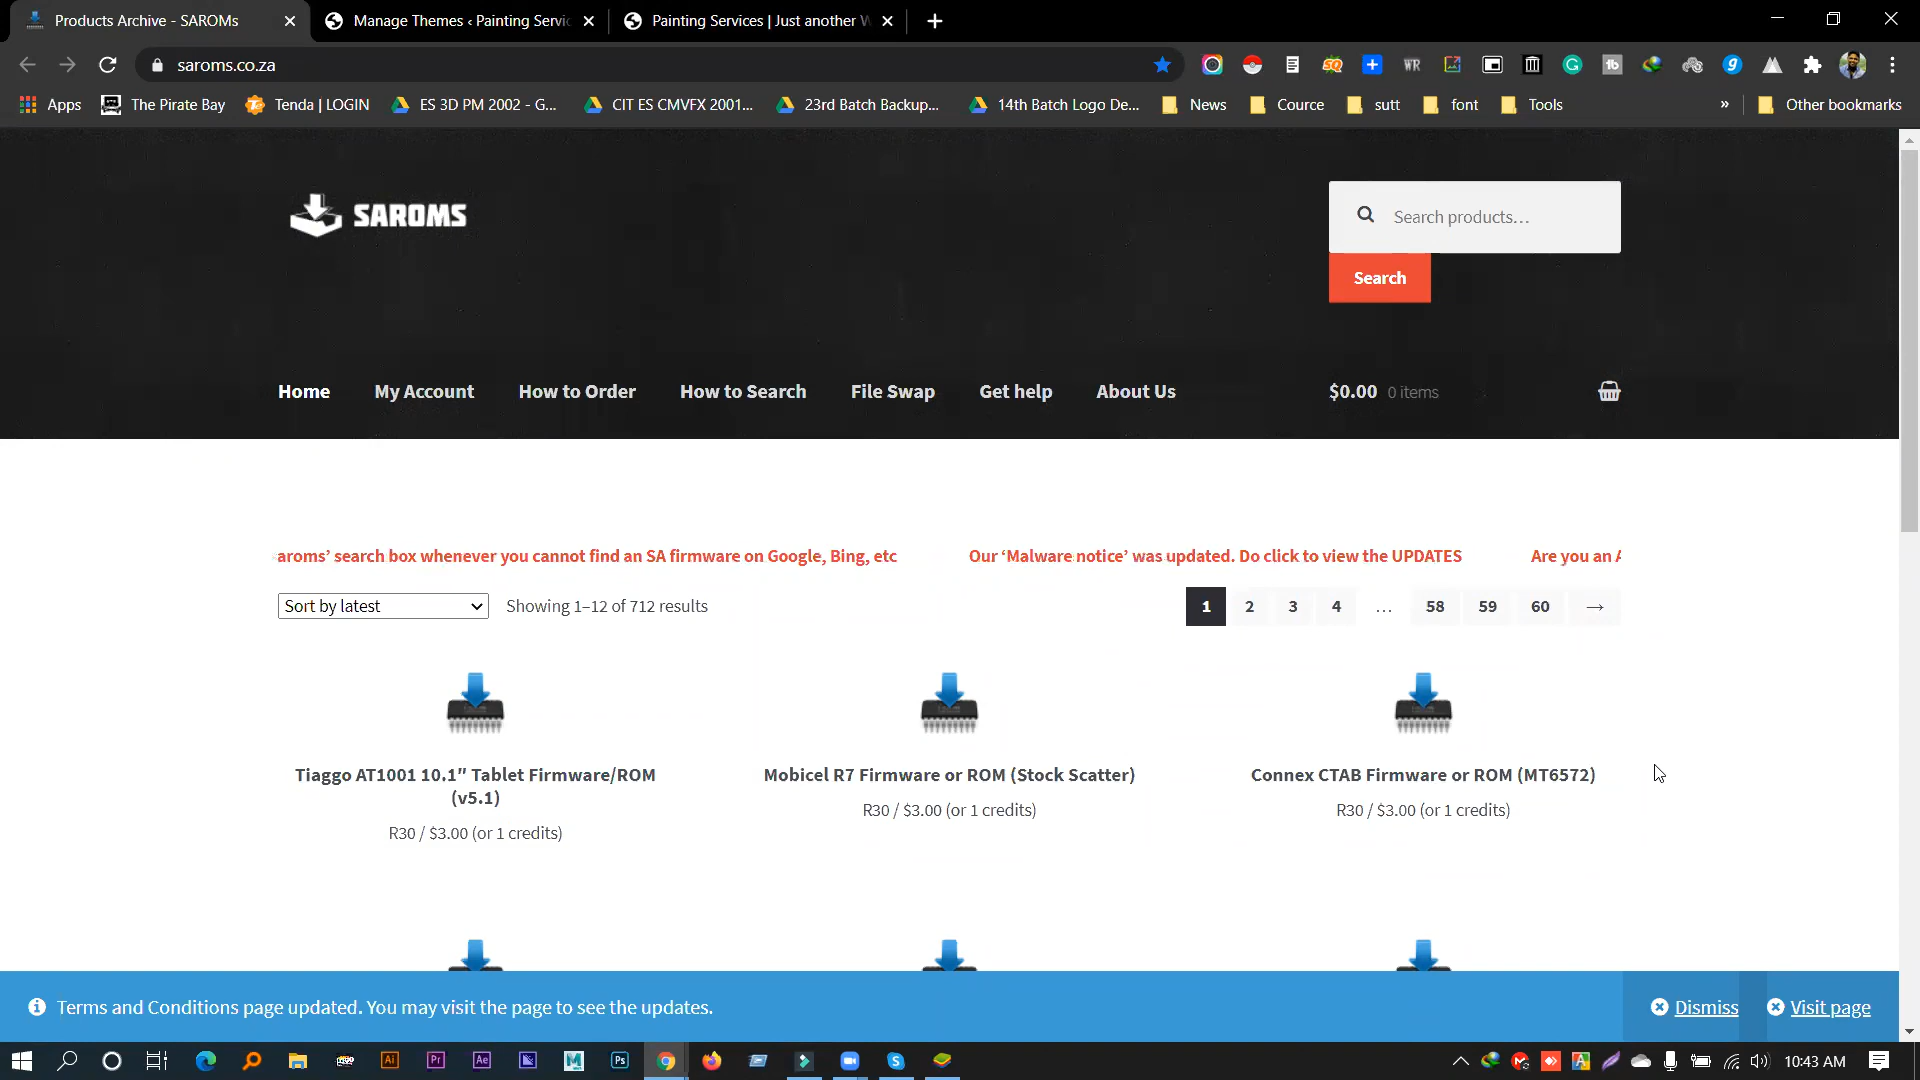 Products Archive - SAROMs
Manage Themes ‹ Painting Servic
Painting Services | Just another W
saroms.co.za
Apps
The Pirate Bay
Tenda | LOGIN
ES 3D PM 2002 - G...
CIT ES CMVFX 2001...
23rd Batch Backup...
14th Batch Logo De...
News
Cource
sutt
font
Tools
»
Other bookmarks
SAROMS
Search products…
Search
Home
My Account
How to Order
How to Search
File Swap
Get help
About Us
$0.00 0 items
aroms’ search box whenever you cannot find an SA firmware on Google, Bing, etc
Our ‘Malware notice’ was updated. Do click to view the UPDATES
Are you an A
Sort by latest
Showing 1–12 of 712 results
1 2 3 4 … 58 59 60 →
Tiaggo AT1001 10.1″ Tablet Firmware/ROM
(v5.1)
R30 / $3.00 (or 1 credits)
Mobicel R7 Firmware or ROM (Stock Scatter)
R30 / $3.00 (or 1 credits)
Connex CTAB Firmware or ROM (MT6572)
R30 / $3.00 (or 1 credits)
Terms and Conditions page updated. You may visit the page to see the updates.
Dismiss
Visit page
Ai
Pr
Ae
M
Ps
10:43 AM